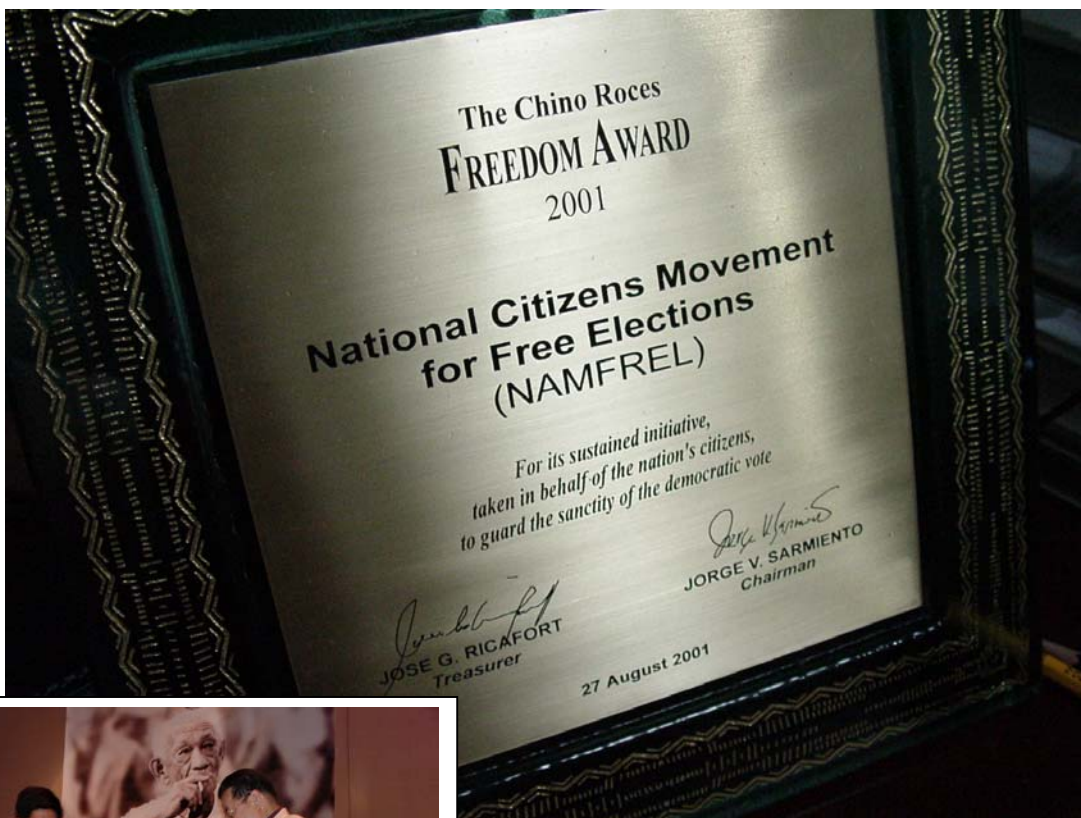 The Chino Roces
FREEDOM AWARD
2001
National Citizens Movement
for Free Elections
(NAMFREL)
For its sustained initiative,
taken in behalf of the nation's citizens,
to guard the sanctity of the democratic vote
JOSE G. RICAFORT
Treasurer
JORGE V. SARMIENTO
Chairman
27 August 2001